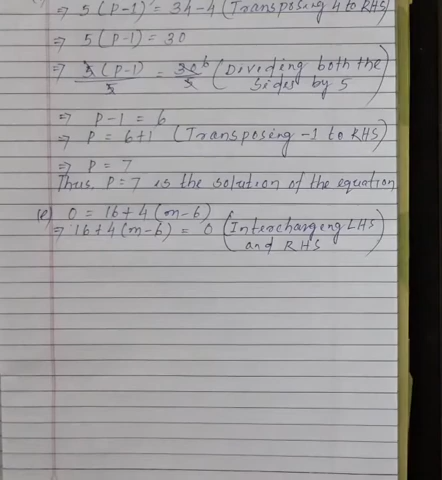 ⇒ 5(P-1) = 34-4 (Transposing 4 to RHS)
⇒ 5(P-1) = 30
⇒ 5(P-1)/5 = 30 6/5 (Dividing both the sides by 5)
⇒ P-1 = 6
⇒ P = 6+1 (Transposing -1 to RHS)
⇒ P = 7
Thus, P=7 is the solution of the equation
(e) 0 = 16+4(m-6)
⇒ 16+4(m-6) = 0 (Interchargeng LHS
and RHS)